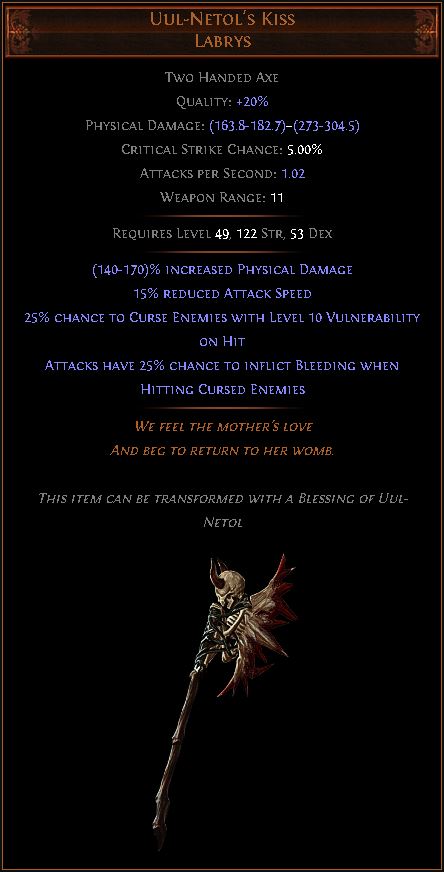 Uul-Netol's Kiss
Labrys
Two Handed Axe
Quality: +20%
Physical Damage: (163.8-182.7)–(273-304.5)
Critical Strike Chance: 5.00%
Attacks per Second: 1.02
Weapon Range: 11
Requires Level 49, 122 Str, 53 Dex
(140-170)% increased Physical Damage
15% reduced Attack Speed
25% chance to Curse Enemies with Level 10 Vulnerability
on Hit
Attacks have 25% chance to inflict Bleeding when
Hitting Cursed Enemies
We feel the mother's love
And beg to return to her womb.
This item can be transformed with a Blessing of Uul-
Netol